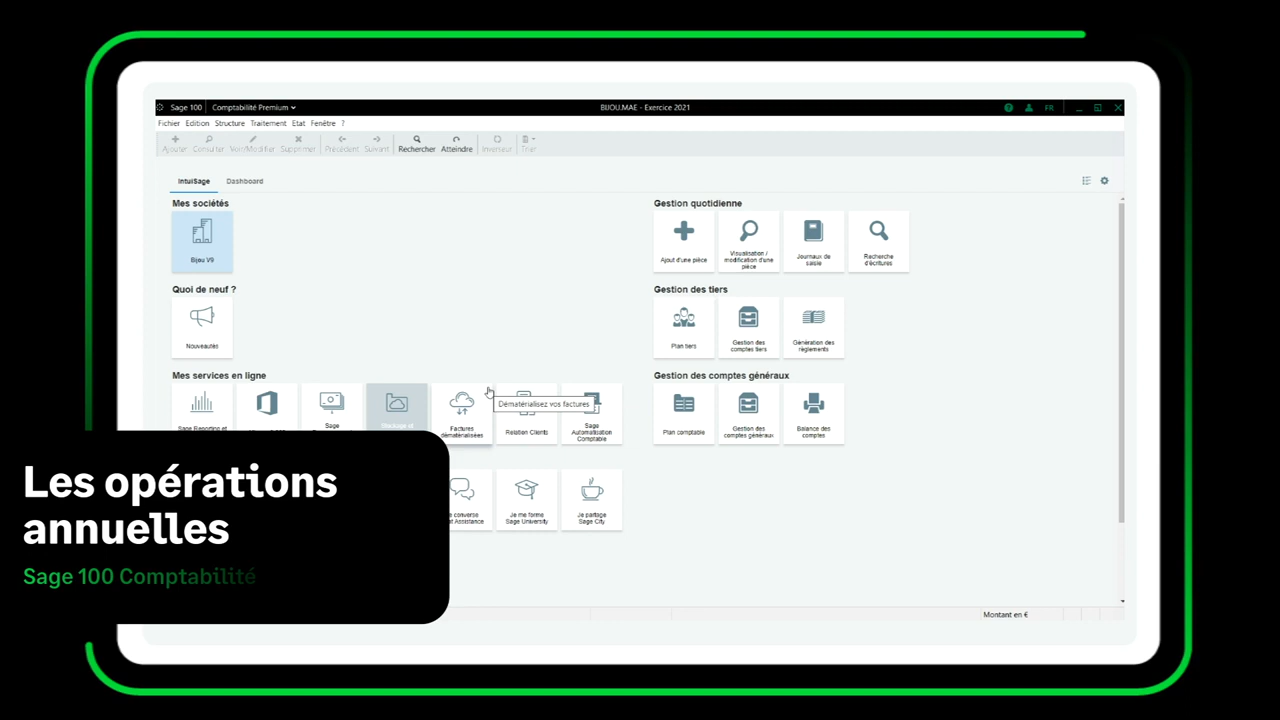 Sage 100 Comptabilité Premium
BIJOU.MAE - Exercice 2021
FR
Fichier Edition Structure Traitement Etat Fenêtre ?
Ajouter Consulter Voir/Modifier Supprimer Précédent Suivant Rechercher Atteindre Inverseur Trier
IntuiSage Dashboard
Mes sociétés
Bijou V9
Quoi de neuf ?
Nouveautés
Mes services en ligne
Sage Reporting et
Sage
Factures
dématérialisées
Dématérialisez vos factures
Relation Clients
Sage
Automatisation
Comptable
converse
Assistance
Je me forme
Sage University
Je partage
Sage City
Gestion quotidienne
Ajout d'une pièce
Visualisation /
modification d'une
pièce
Journaux de
saisie
Recherche
d'écritures
Gestion des tiers
Plan tiers
Gestion des
comptes tiers
Génération des
règlements
Gestion des comptes généraux
Plan comptable
Gestion des
comptes généraux
Balance des
comptes
Montant en €
Les opérations
annuelles
Sage 100 Comptabilité